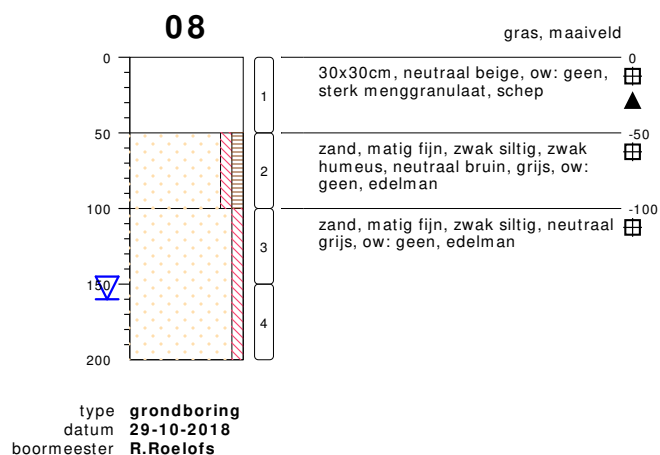 08
gras, maaiveld
0
0
30x30cm, neutraal beige, ow: geen,
sterk menggranulaat, schep
1
50
-50
zand, matig fijn, zwak siltig, zwak
humeus, neutraal bruin, grijs, ow:
geen, edelman
2
100
-100
zand, matig fijn, zwak siltig, neutraal
grijs, ow: geen, edelman
3
150
4
200
type grondboring
datum 29-10-2018
boormeester R.Roelofs